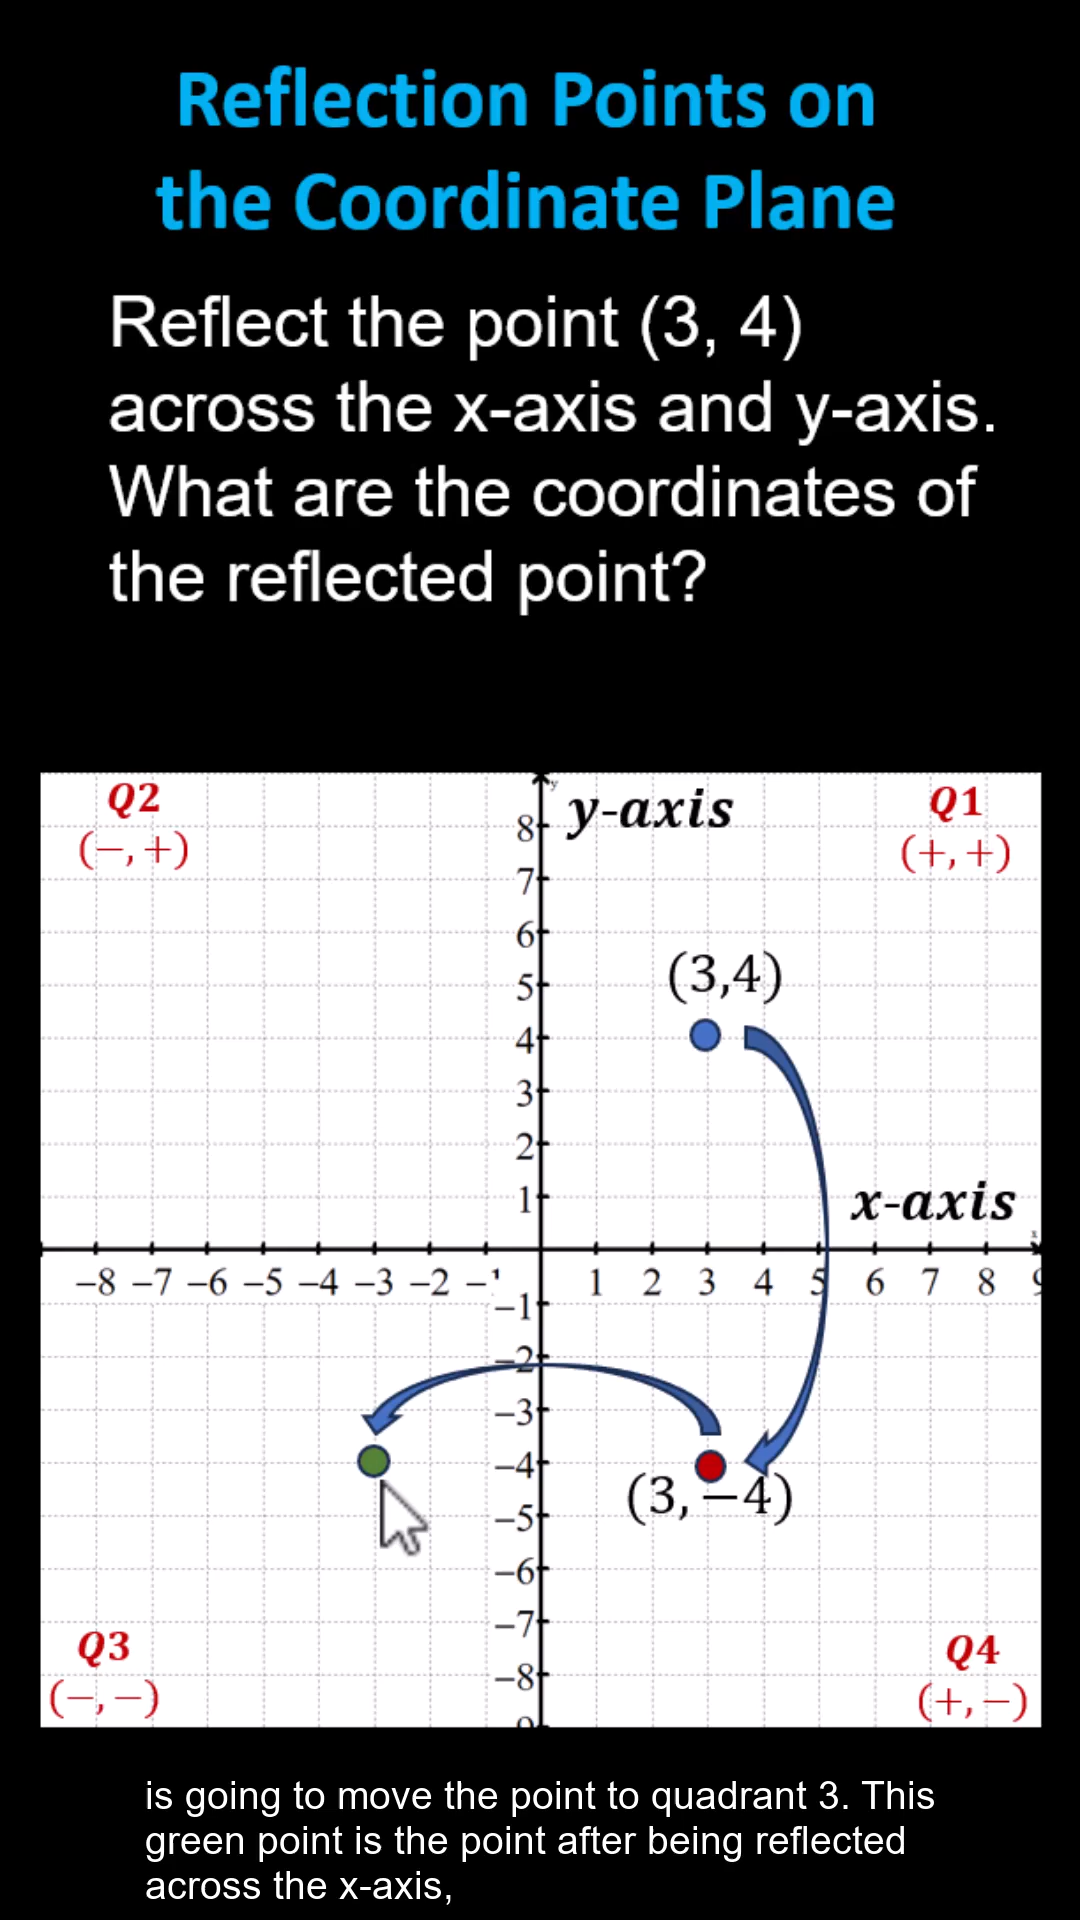 Reflection Points on
the Coordinate Plane
Reflect the point (3, 4)
across the x-axis and y-axis.
What are the coordinates of
the reflected point?
Q2
(−,+)
y
y-axis
Q1
(+,+)
8
7
6
5
4
3
2
1
(3,4)
x-axis
−8 −7 −6 −5 −4 −3 −2 1 2 3 4 5 6 7 8 9
−1
−2
−3
−4
−5
−6
−7
−8
(3,−4)
Q3
(−,−)
Q4
(+,−)
is going to move the point to quadrant 3. This
green point is the point after being reflected
across the x-axis,